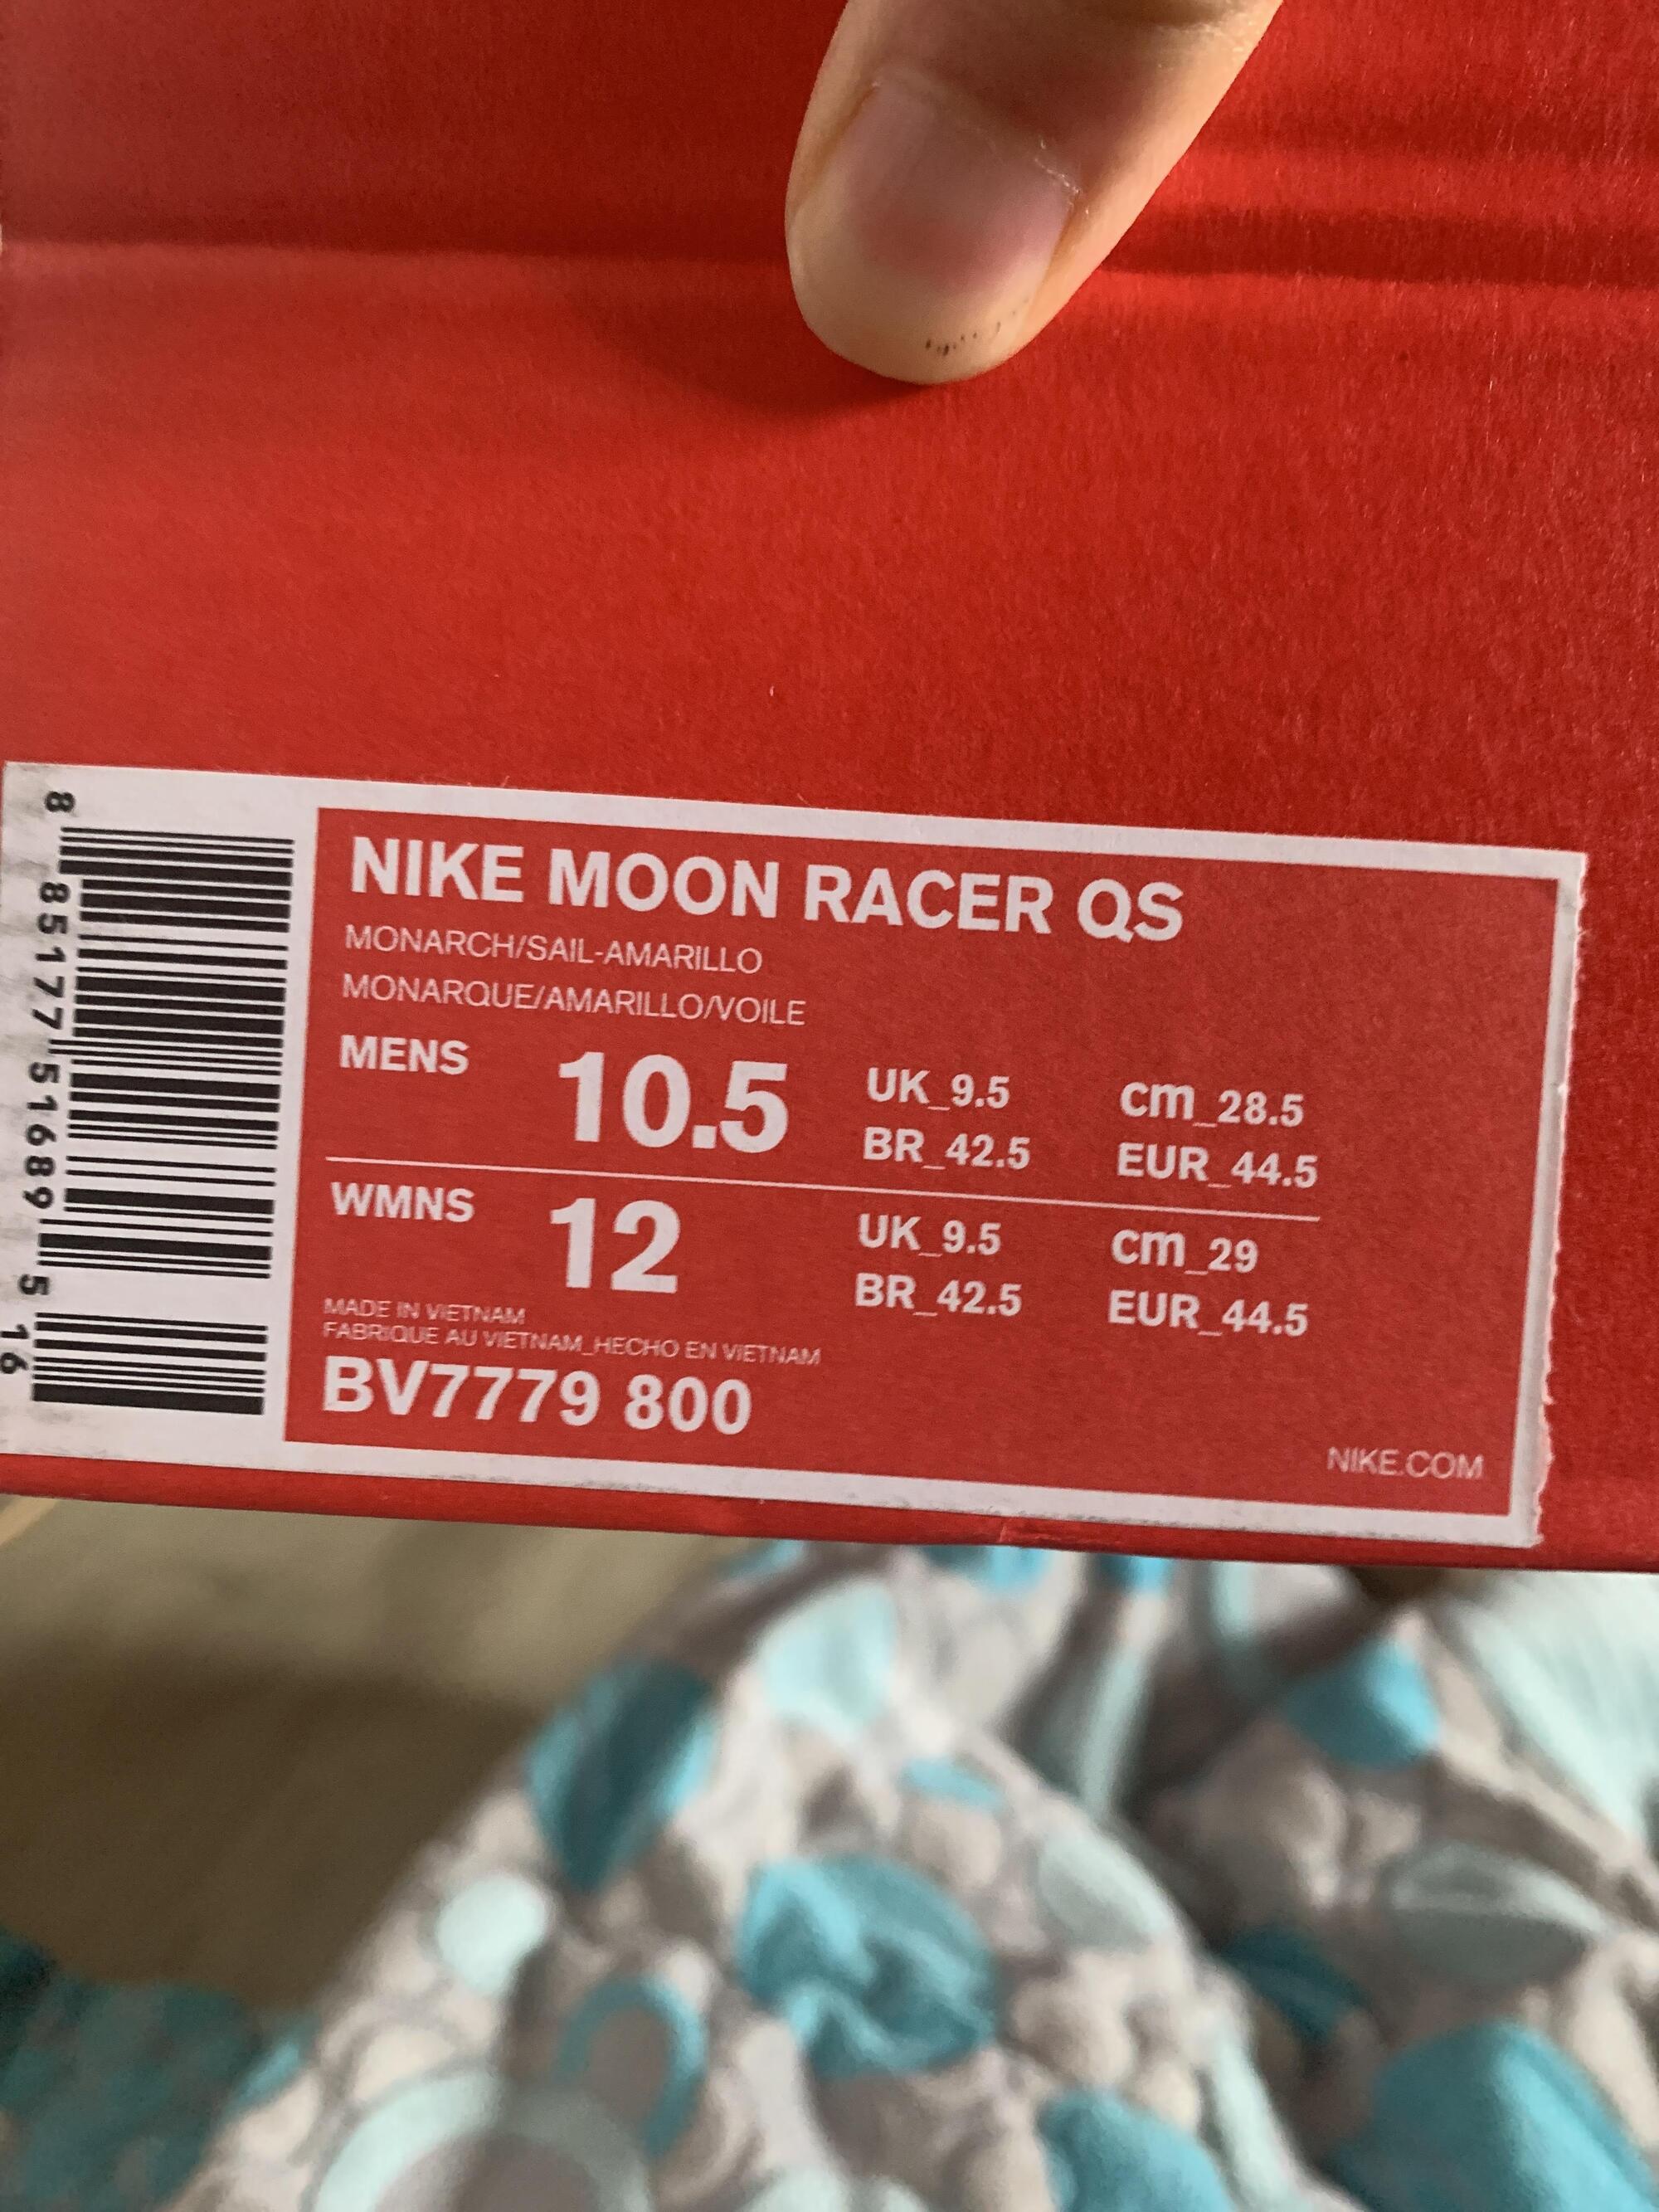 NIKE MOON RACER QS
MONARCH/SAIL-AMARILLO
MONARQUE/AMARILLO/VOILE
MENS 10.5 UK_9.5 cm_28.5
BR_42.5 EUR_44.5
WMNS 12 UK_9.5 cm_29
BR_42.5 EUR_44.5
MADE IN VIETNAM
FABRIQUE AU VIETNAM_HECHO EN VIETNAM
BV7779 800
NIKE.COM
8 85177 51689 5 16